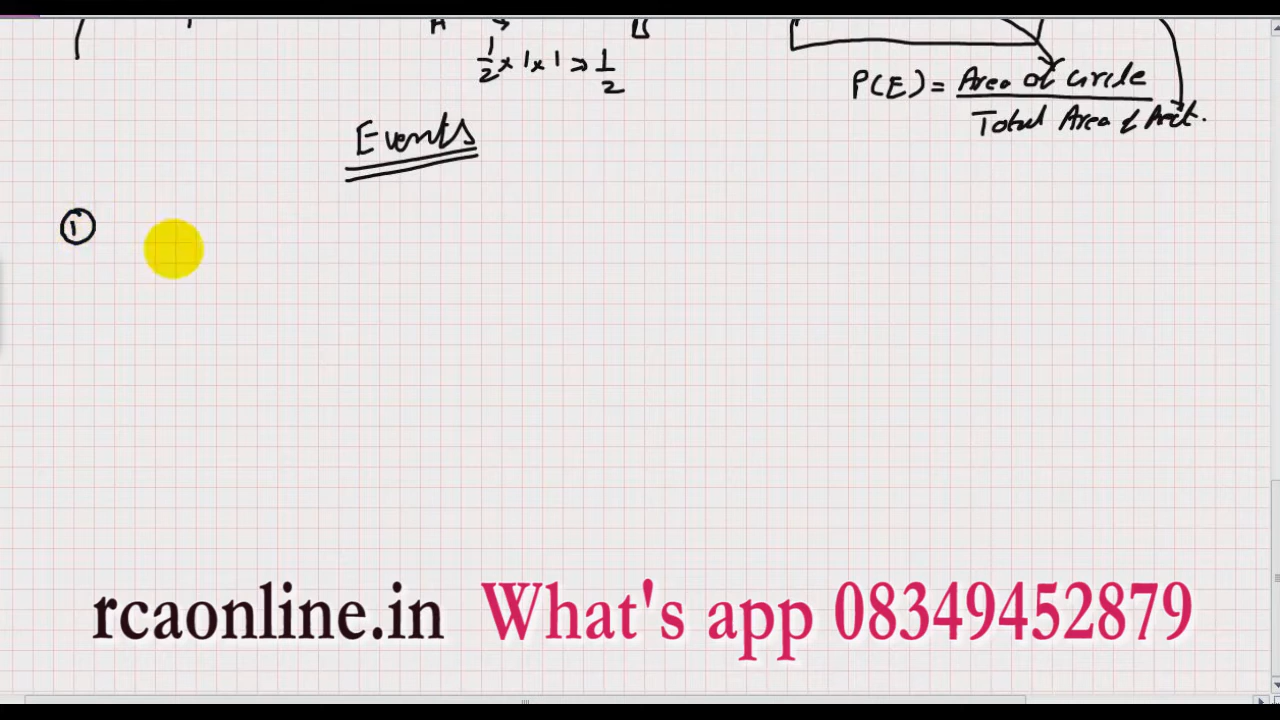 1/2 × 1 × 1 ⇒ 1/2
P(E) = Area of circle / Total Area of
Events
①
rcaonline.in What's app 08349452879